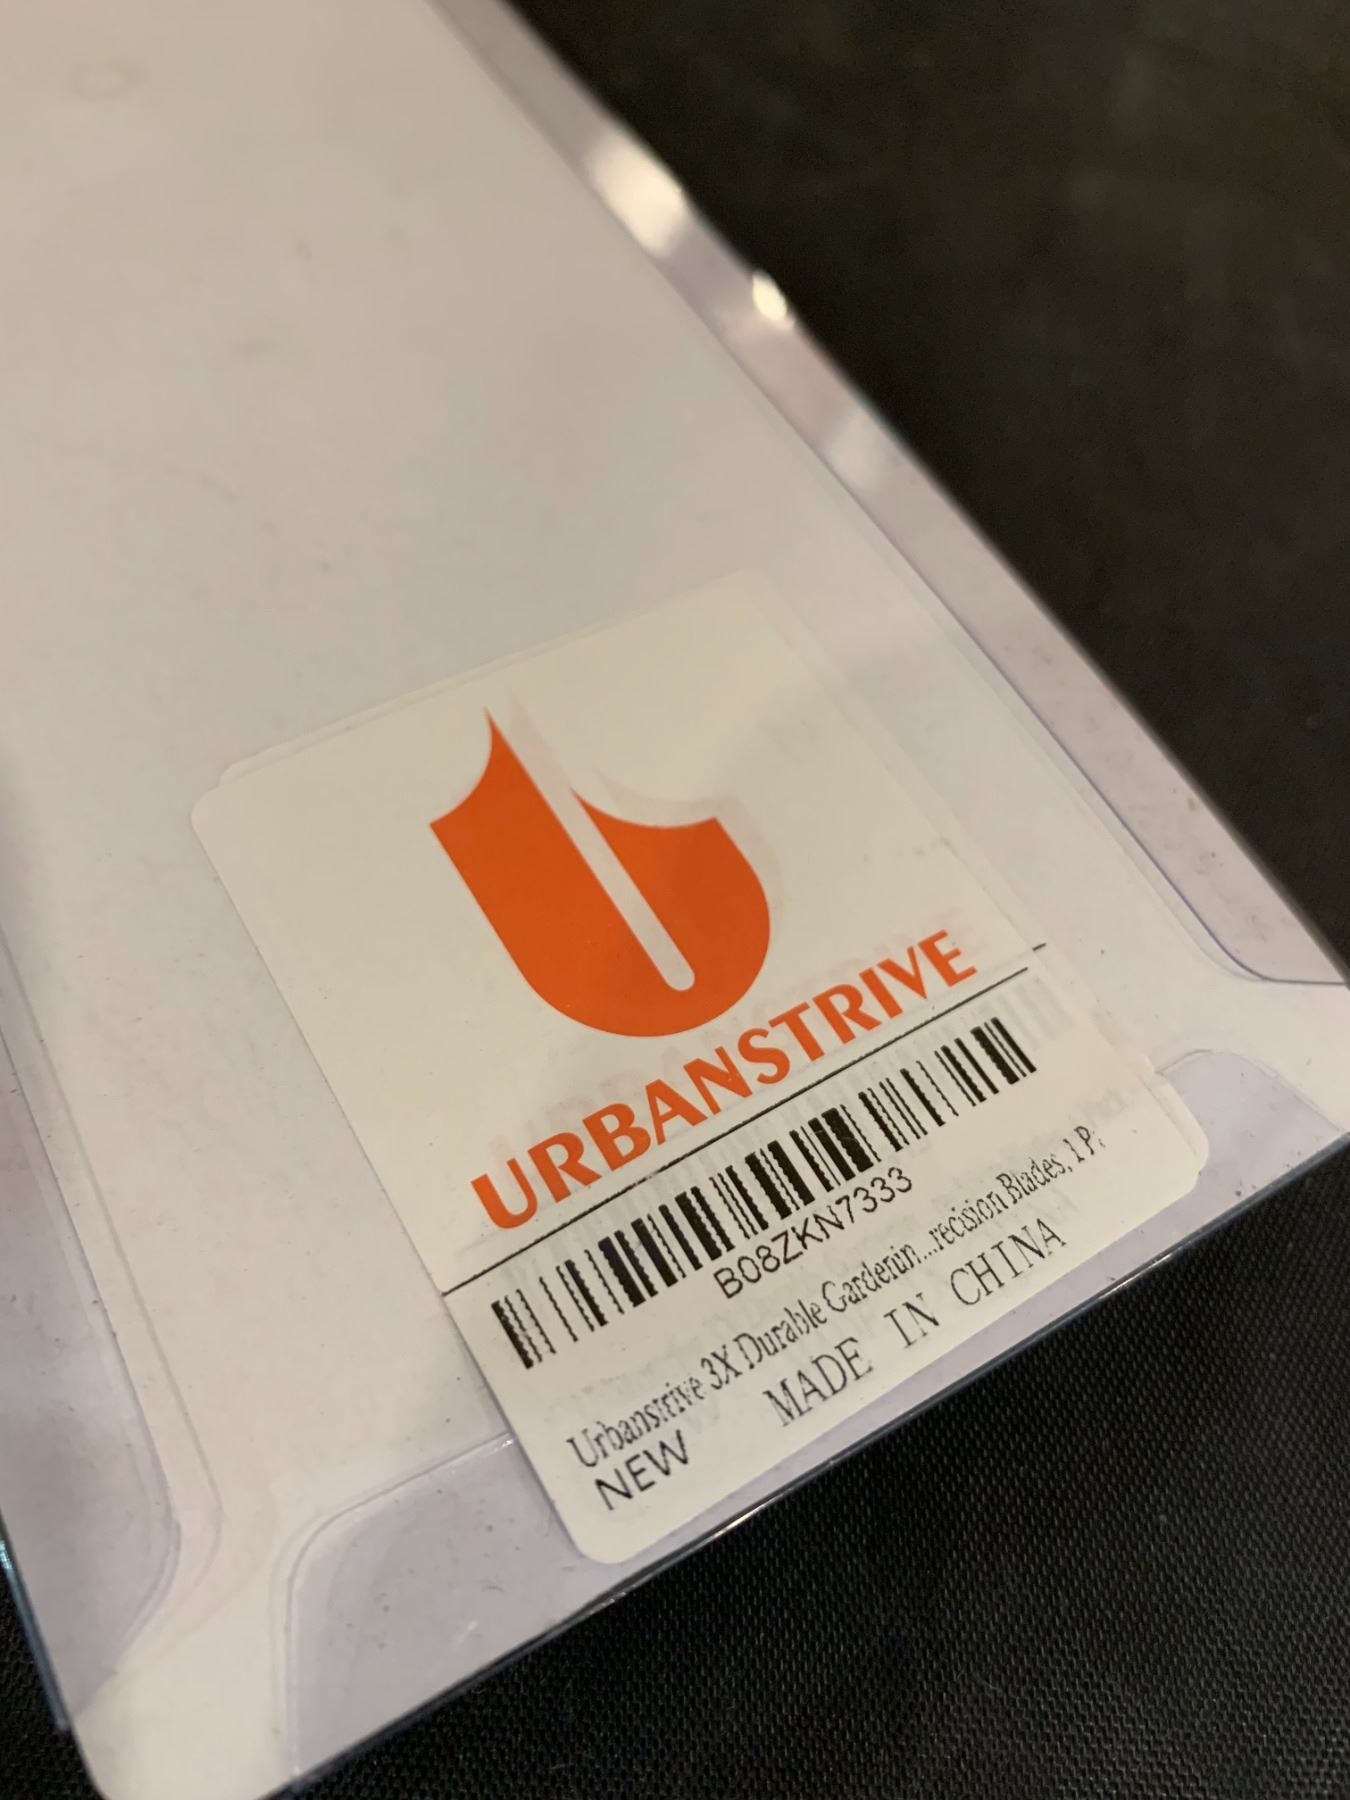 URBANSTRIVE
B08ZKN7333
Urbanstrive 3X Durable Gardenin...recision Blades, 1 P
NEW
MADE IN CHINA